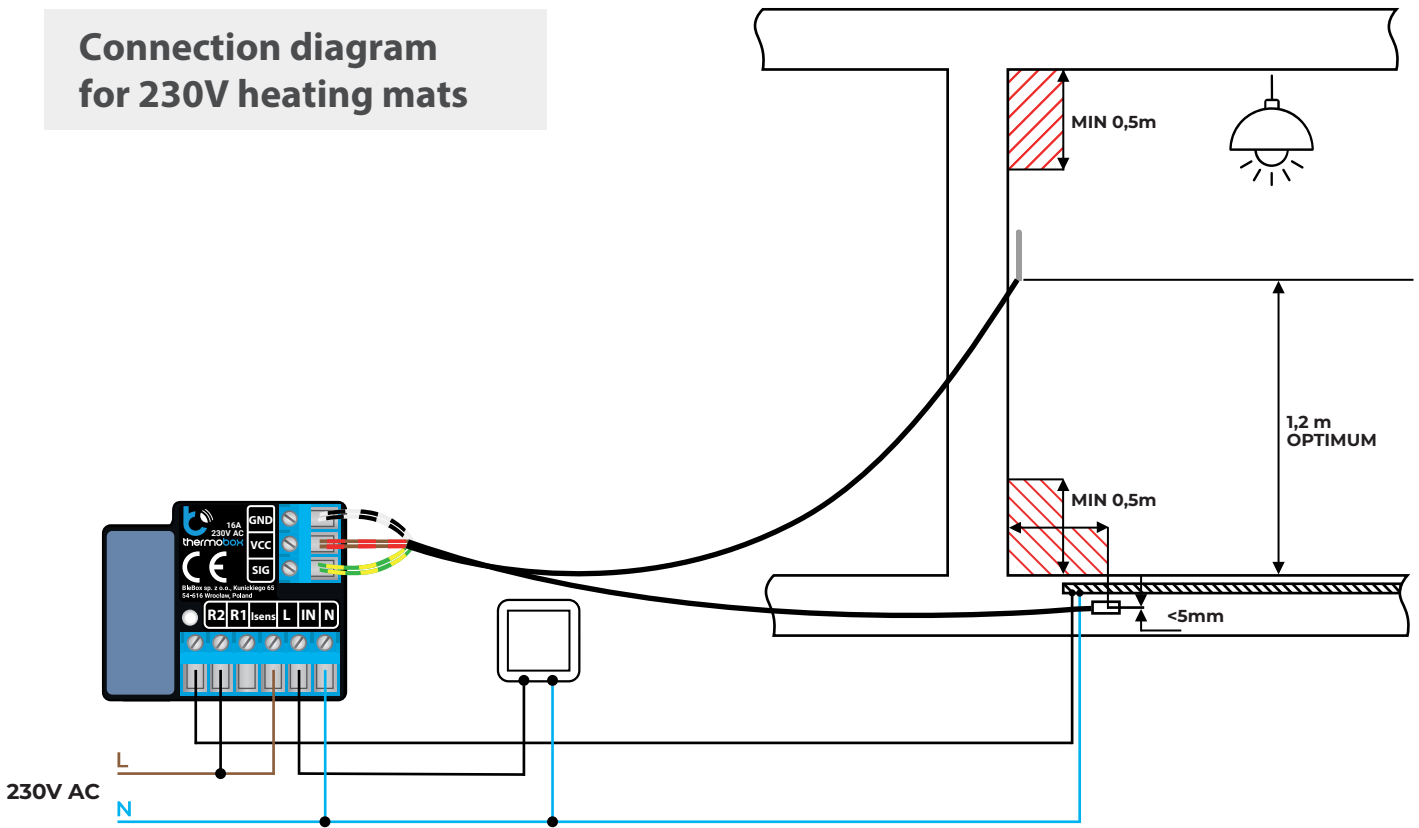 Connection diagram
for 230V heating mats
MIN 0,5m
1,2 m
OPTIMUM
MIN 0,5m
<5mm
16A
230V AC
thermobox
GND
VCC
SIG
CE
BleBox sp. z o.o., Kunickiego 65
54-616 Wrocław, Poland
R2 R1 Isens L IN N
L
230V AC
N